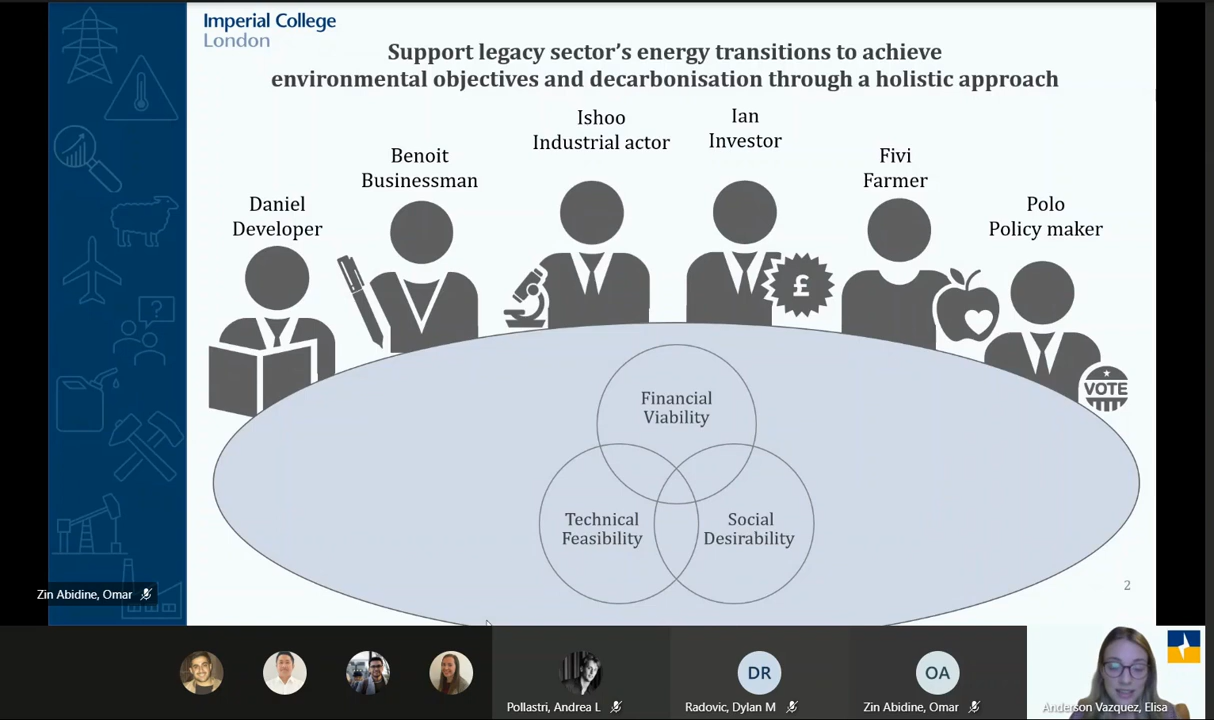 Imperial College
London
Support legacy sector's energy transitions to achieve
environmental objectives and decarbonisation through a holistic approach
Ishoo
Industrial actor
Ian
Investor
Benoit
Businessman
Fivi
Farmer
Daniel
Developer
Polo
Policy maker
?
£
VOTE
Financial
Viability
Technical
Feasibility
Social
Desirability
2
Zin Abidine, Omar
Pollastri, Andrea L
DR
Radovic, Dylan M
OA
Zin Abidine, Omar
Anderson Vazquez, Elisa